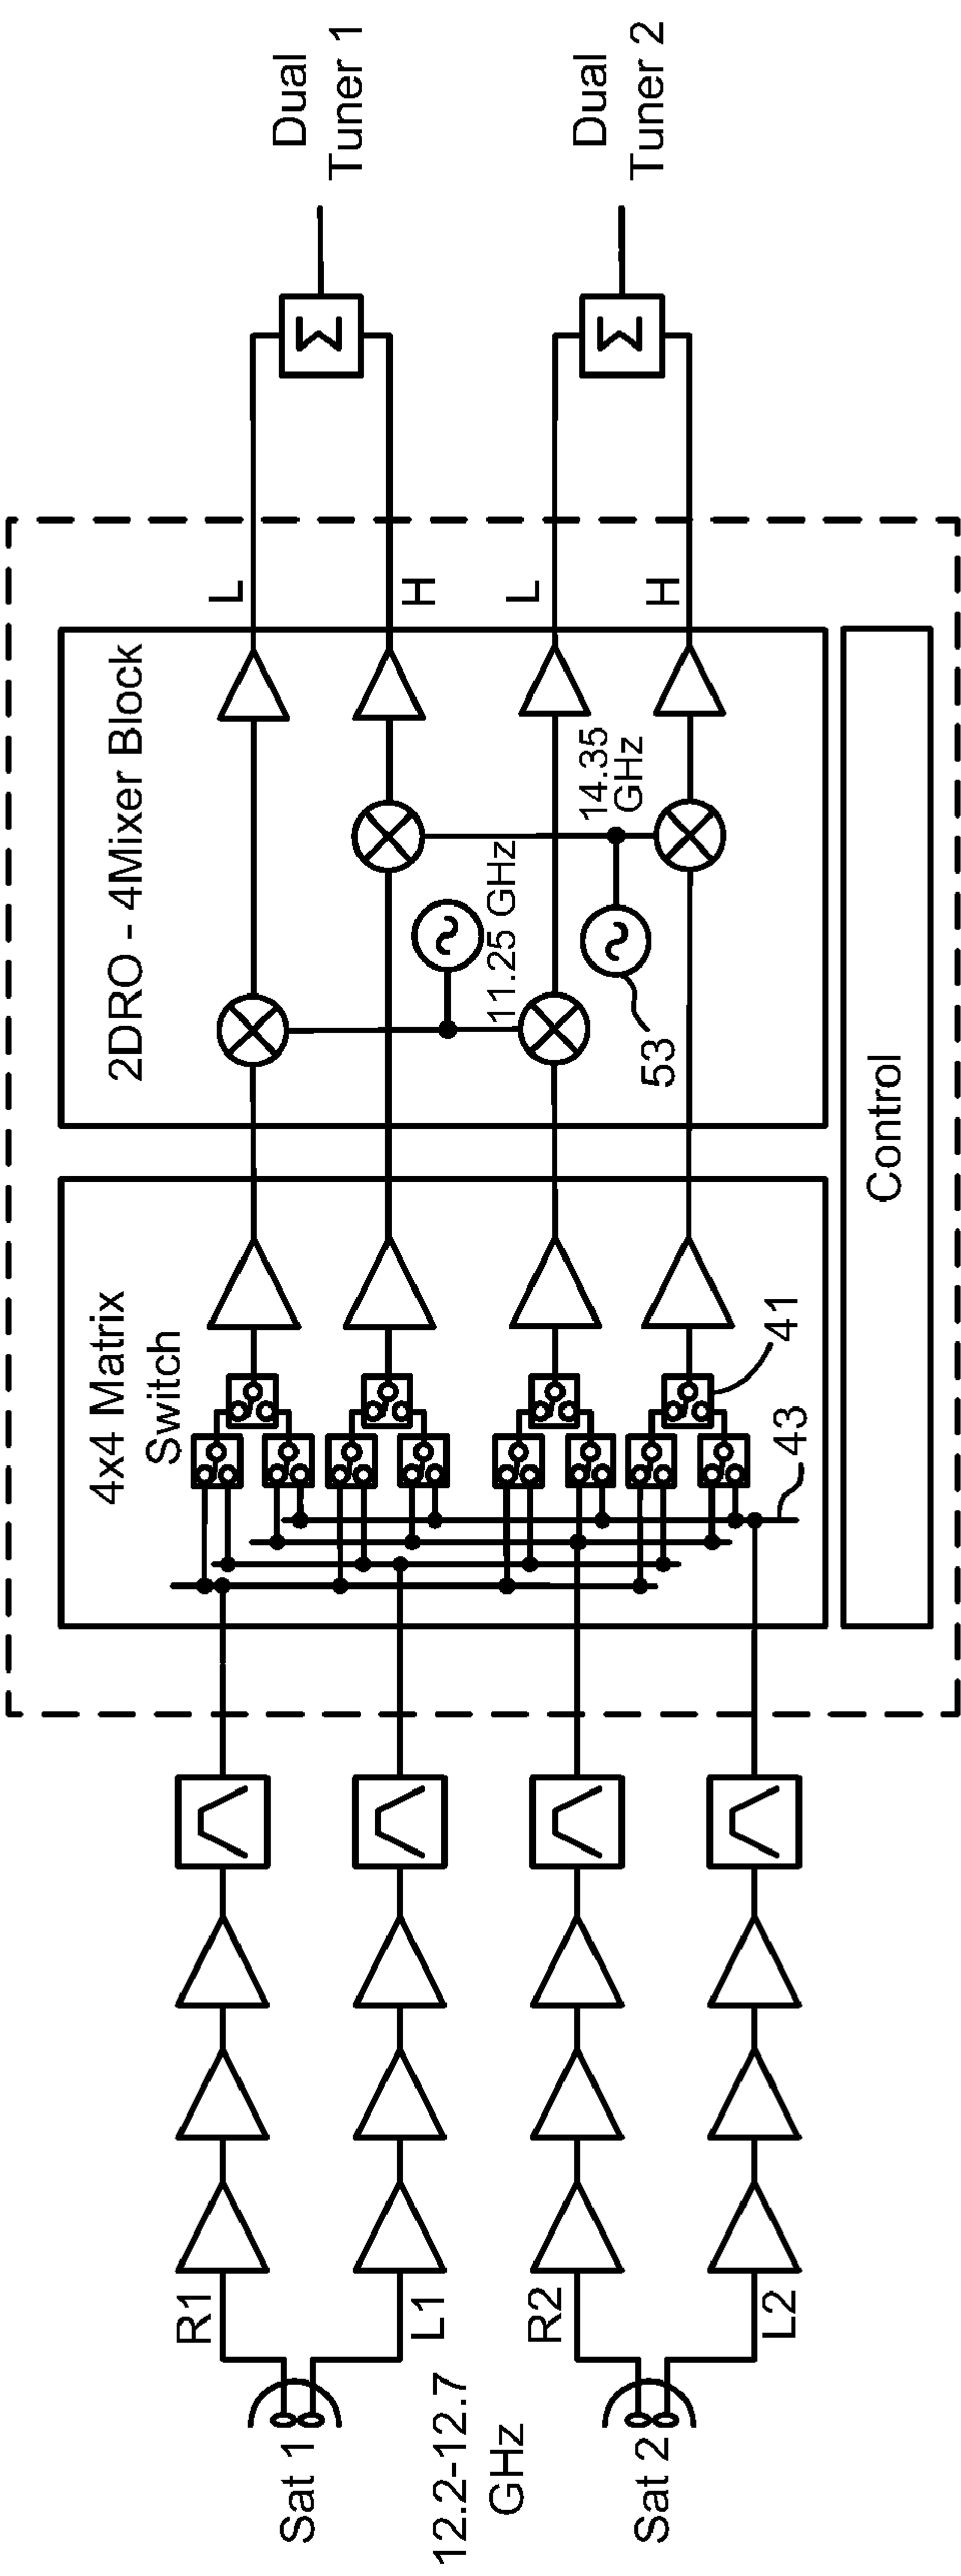 Sat 1
R1
L1
12.2-12.7
GHz
Sat 2
R2
L2
4x4 Matrix
Switch
41
43
2DRO - 4Mixer Block
11.25 GHz
14.35
GHz
53
L
H
L
H
Control
Σ
Σ
Dual
Tuner 1
Dual
Tuner 2